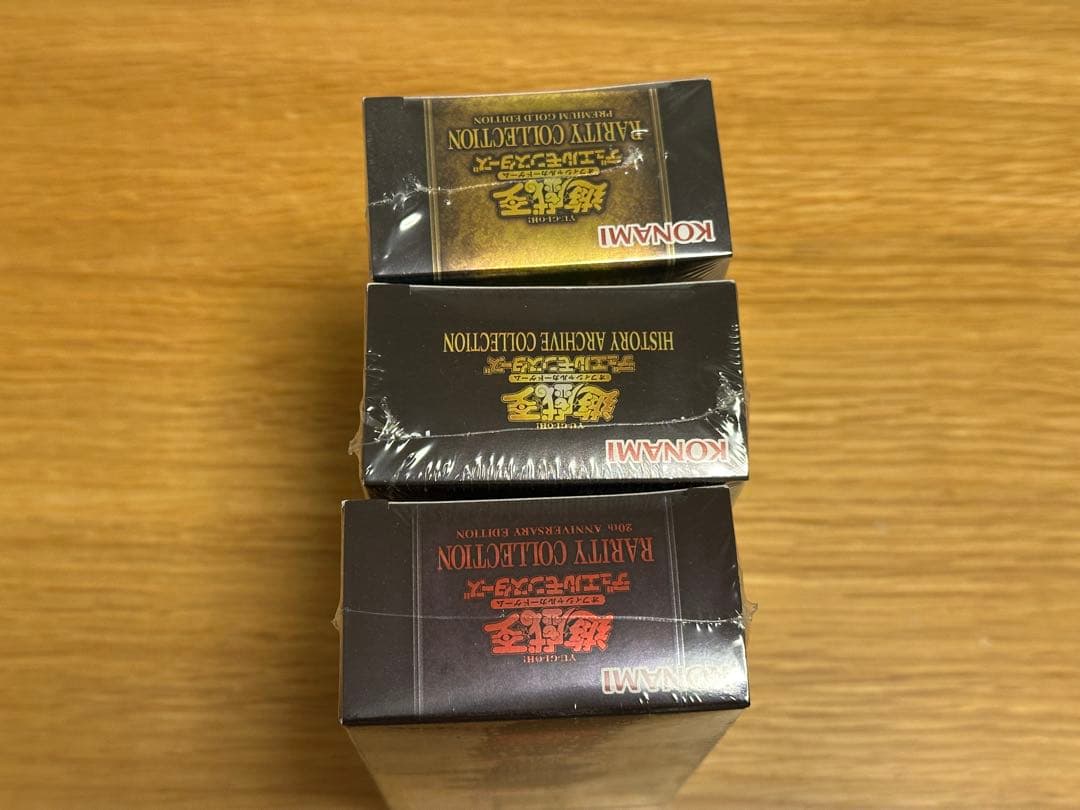 KONAMI
YU-GI-OH!
遊戯王
オフィシャルカードゲーム
デュエルモンスターズ
RARITY COLLECTION
PREMIUM GOLD EDITION
KONAMI
YU-GI-OH!
遊戯王
オフィシャルカードゲーム
デュエルモンスターズ
HISTORY ARCHIVE COLLECTION
KONAMI
YU-GI-OH!
遊戯王
オフィシャルカードゲーム
デュエルモンスターズ
RARITY COLLECTION
20th ANNIVERSARY EDITION